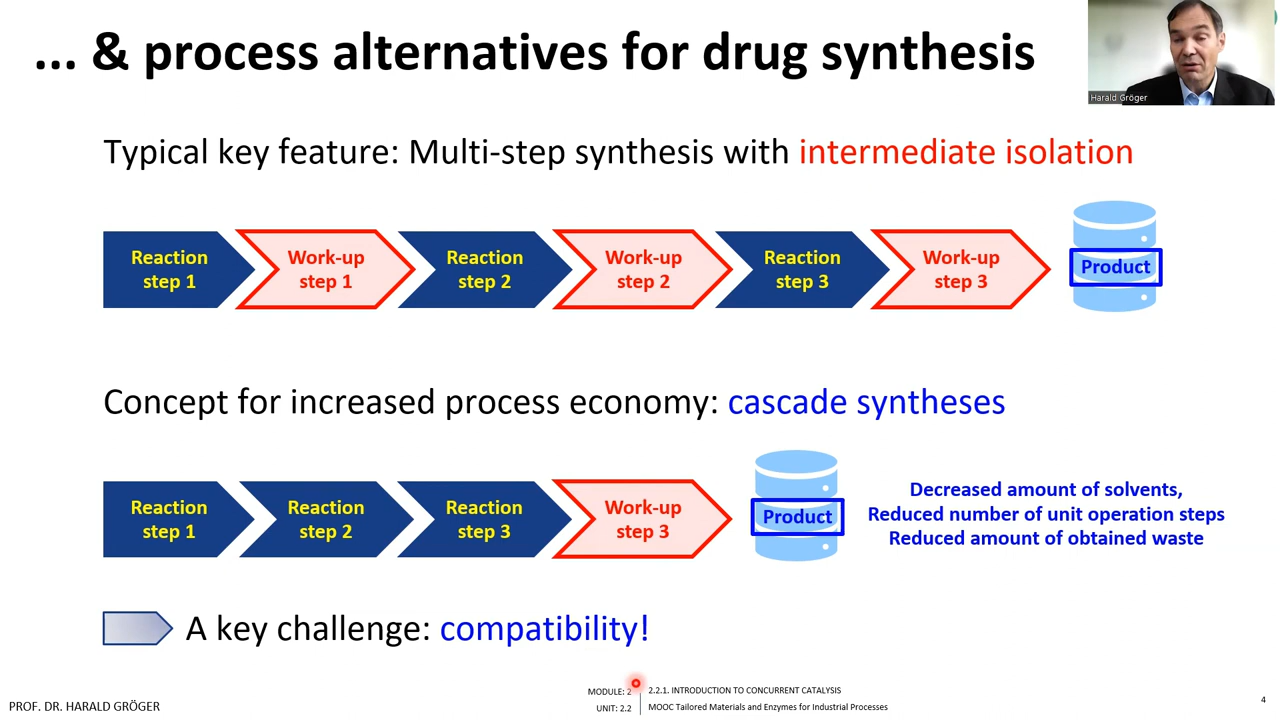 ... & process alternatives for drug synthesis
Harald Gröger
Typical key feature: Multi-step synthesis with intermediate isolation
Reaction
step 1
Work-up
step 1
Reaction
step 2
Work-up
step 2
Reaction
step 3
Work-up
step 3
Product
Concept for increased process economy: cascade syntheses
Reaction
step 1
Reaction
step 2
Reaction
step 3
Work-up
step 3
Product
Decreased amount of solvents,
Reduced number of unit operation steps
Reduced amount of obtained waste
A key challenge: compatibility!
PROF. DR. HARALD GRÖGER
MODULE: 2
UNIT: 2.2
2.2.1. INTRODUCTION TO CONCURRENT CATALYSIS
MOOC Tailored Materials and Enzymes for Industrial Processes
4